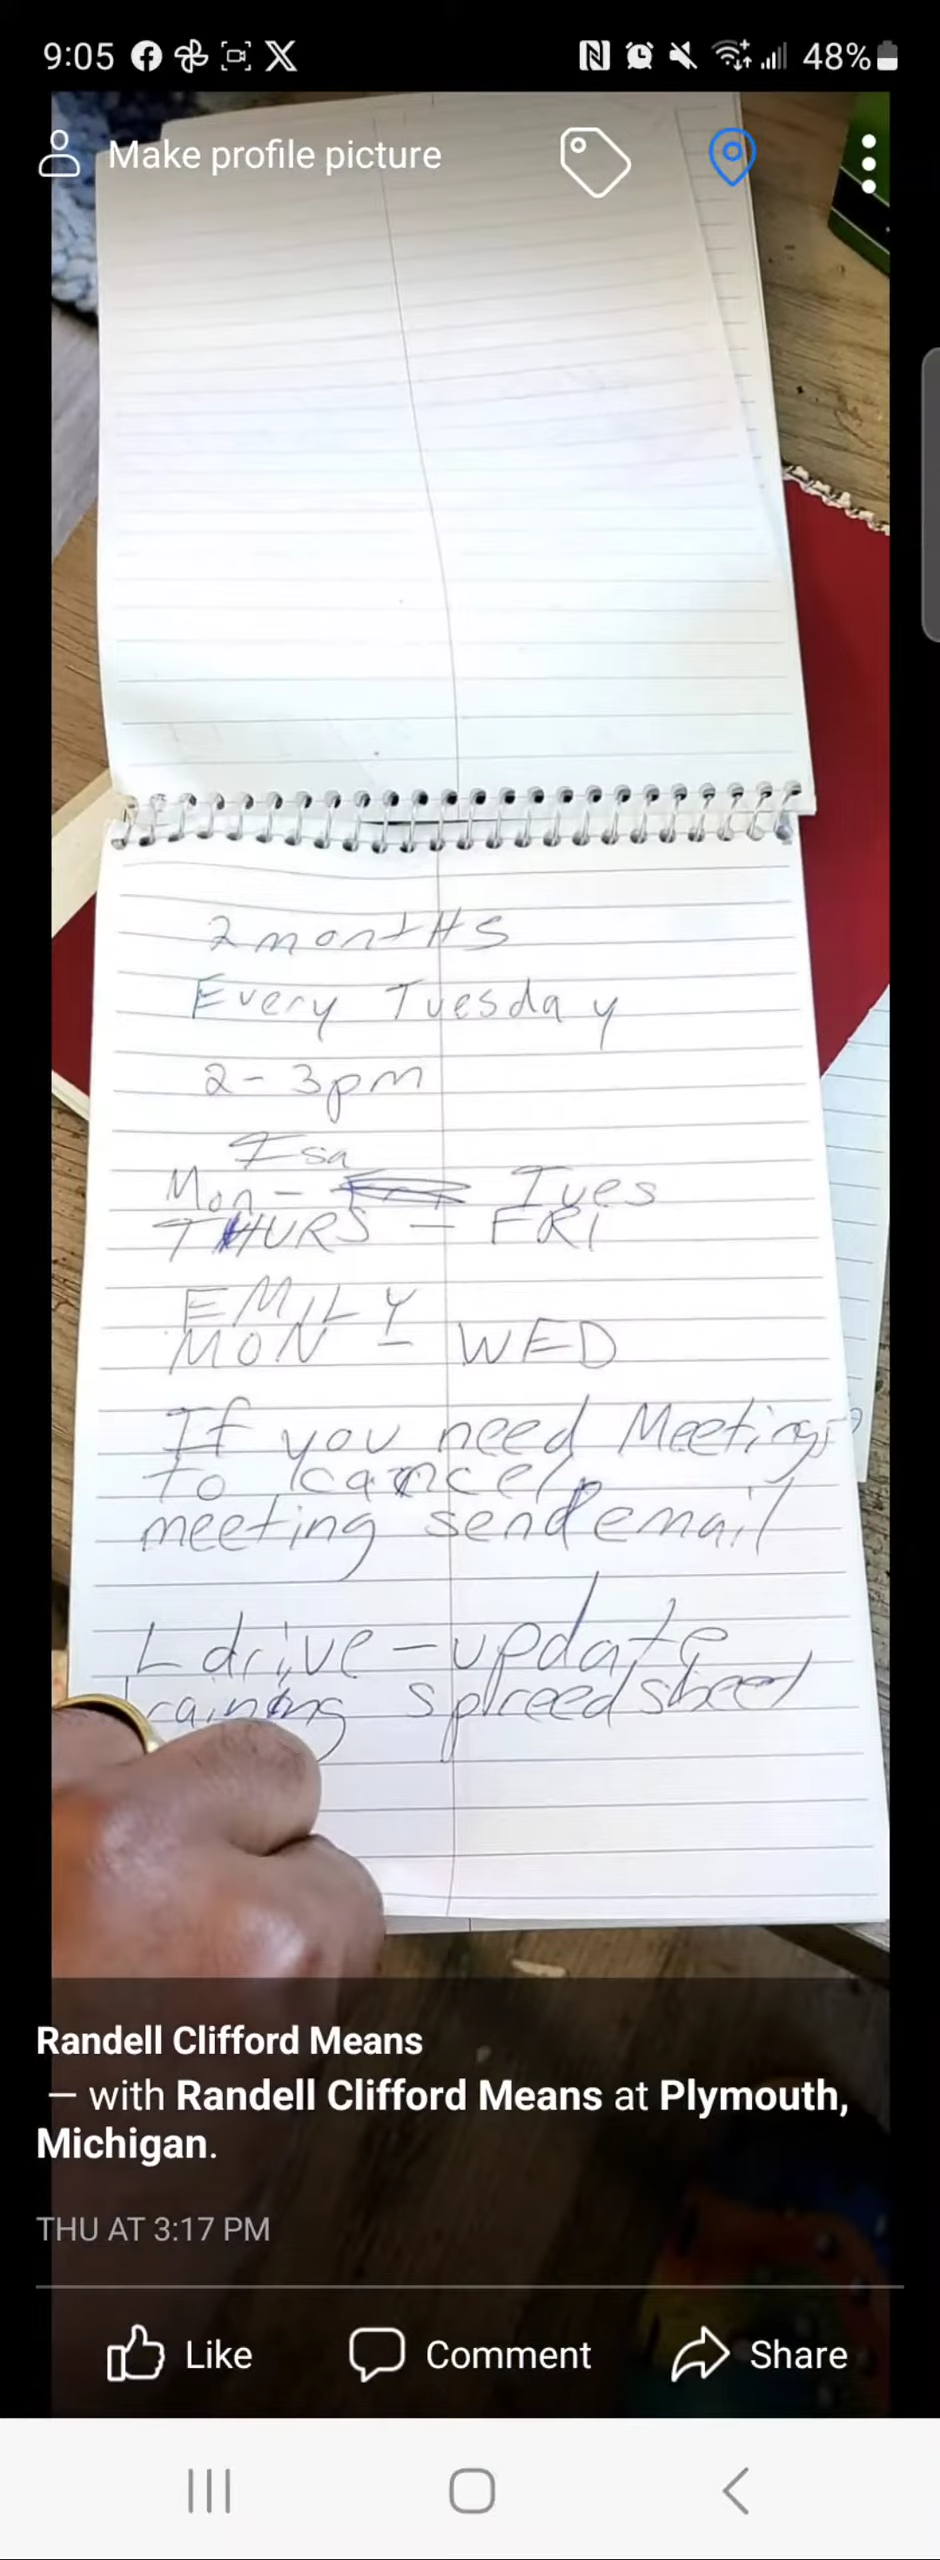 9:05 48%
Make profile picture
2 months
Every Tuesday
2-3pm
Isa
Mon- Tues
THURS - FRI
EMILY
MON - WED
If you need Meetings
to cancel
meeting send email
L drive - update
training spreedsheet
Randell Clifford Means
— with Randell Clifford Means at Plymouth,
Michigan.
THU AT 3:17 PM
Like Comment Share